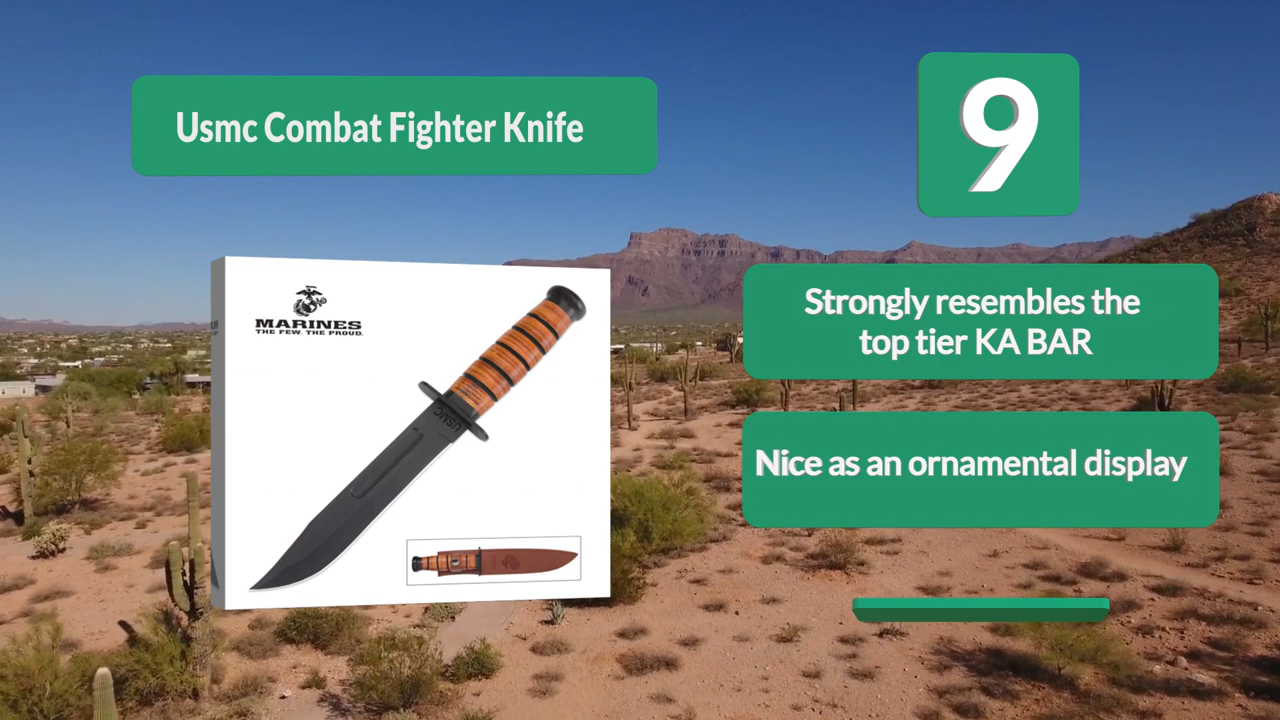 Usmc Combat Fighter Knife
9
MARINES
THE FEW. THE PROUD.
USMC
Strongly resembles the
top tier KA BAR
Nice as an ornamental display